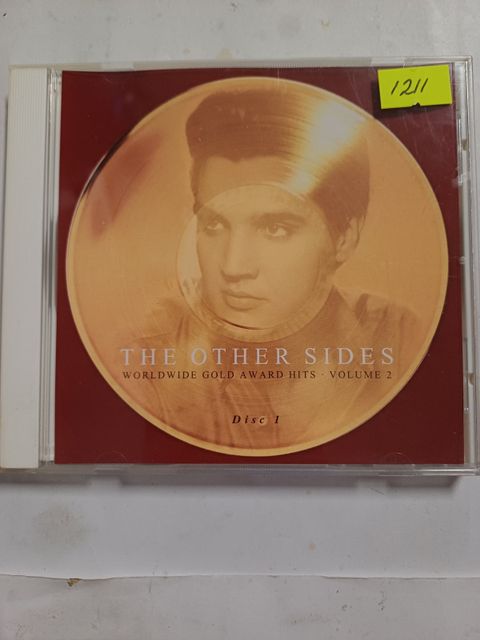 1211
THE OTHER SIDES
WORLDWIDE GOLD AWARD HITS · VOLUME 2
Disc 1